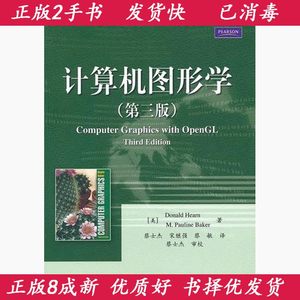 正版2手书 发货快 已消毒
PEARSON
计算机图形学
(第三版)
Computer Graphics with OpenGL
Third Edition
COMPUTER GRAPHICS
[美] Donald Hearn
M. Pauline Baker 著
蔡士杰 宋继强 蔡敏 译
蔡士杰 审校
正版8成新 优质好书 择优发货